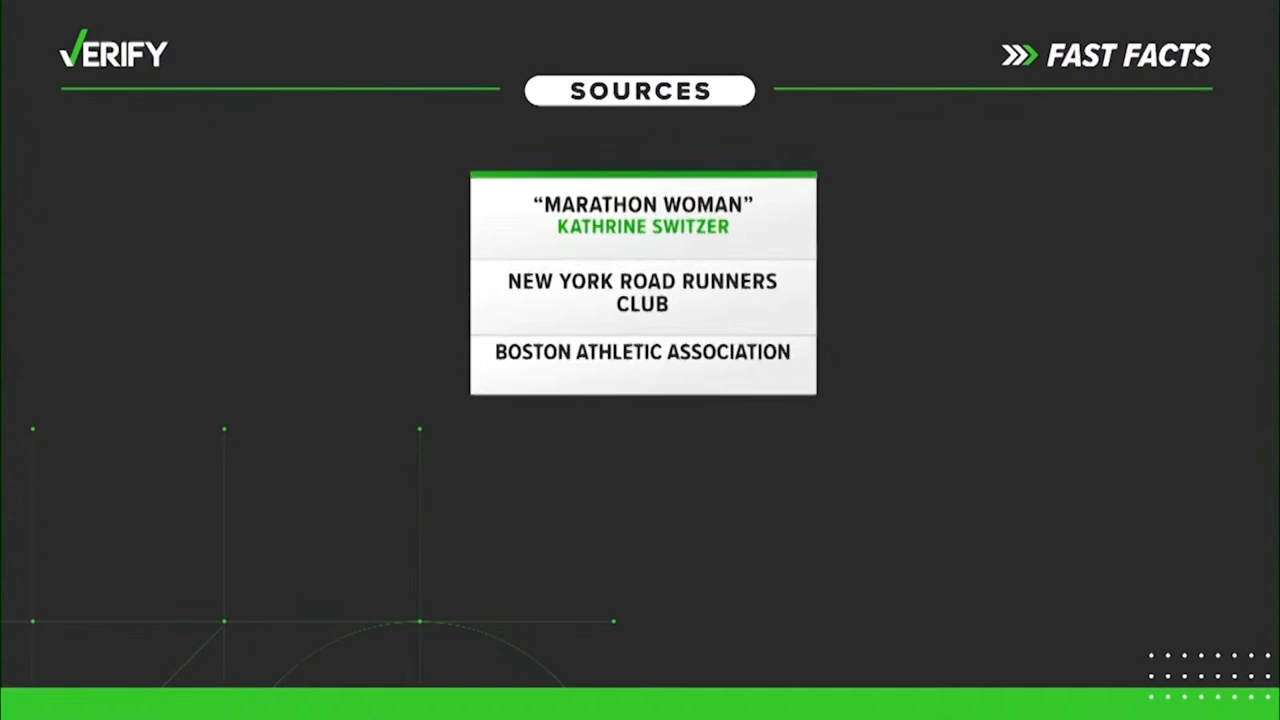 VERIFY
FAST FACTS
SOURCES
“MARATHON WOMAN”
KATHRINE SWITZER
NEW YORK ROAD RUNNERS
CLUB
BOSTON ATHLETIC ASSOCIATION